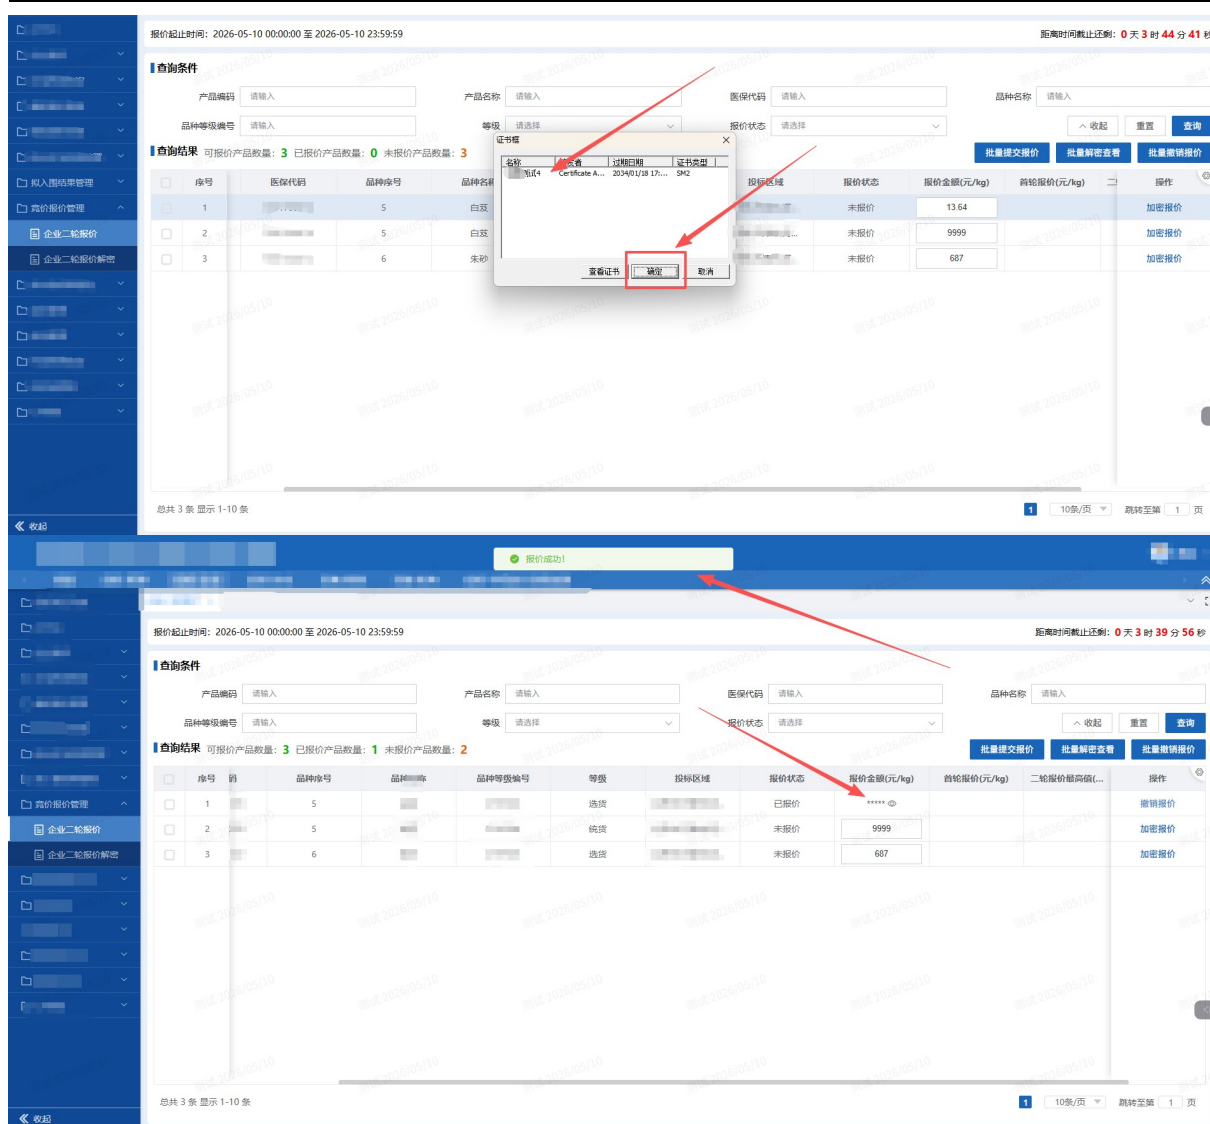 报价起止时间: 2026-05-10 00:00:00 至 2026-05-10 23:59:59
距离时间截止还剩: 0 天 3 时 44 分 41 秒
查询条件
产品编码 请输入 产品名称 请输入 医保代码 请输入 品种名称 请输入
品种等级编号 请输入 等级 请选择 报价状态 请选择 收起 重置 查询
查询结果 可报价产品数量: 3 已报价产品数量: 0 未报价产品数量: 3 批量提交报价 批量解密查看 批量撤销报价
序号 医保代码 品种序号 品种名称 投标区域 报价状态 报价金额(元/kg) 首轮报价(元/kg) 操作
1 5 白芨 未报价 13.64 加密报价
2 5 白芨 未报价 9999 加密报价
3 6 朱砂 未报价 687 加密报价
证书框
名称 过期日期 证书类型
测试4 Certificate A... 2034/01/18 17:... SM2
查看证书 确定 取消
拟入围结果管理
竞价报价管理
企业二轮报价
企业二轮报价解密
总共 3 条 显示 1-10 条 1 10条/页 跳转至第 1 页
收起
报价成功!
报价起止时间: 2026-05-10 00:00:00 至 2026-05-10 23:59:59
距离时间截止还剩: 0 天 3 时 39 分 56 秒
查询条件
产品编码 请输入 产品名称 请输入 医保代码 请输入 品种名称 请输入
品种等级编号 请输入 等级 请选择 报价状态 请选择 收起 重置 查询
查询结果 可报价产品数量: 3 已报价产品数量: 1 未报价产品数量: 2 批量提交报价 批量解密查看 批量撤销报价
序号 码 品种序号 品种 称 品种等级编号 等级 投标区域 报价状态 报价金额(元/kg) 首轮报价(元/kg) 二轮报价最高值(... 操作
1 5 选货 已报价 ***** 撤销报价
2 5 统货 未报价 9999 加密报价
3 6 选货 未报价 687 加密报价
竞价报价管理
企业二轮报价
企业二轮报价解密
总共 3 条 显示 1-10 条 1 10条/页 跳转至第 1 页
收起
测试 2026/05/10